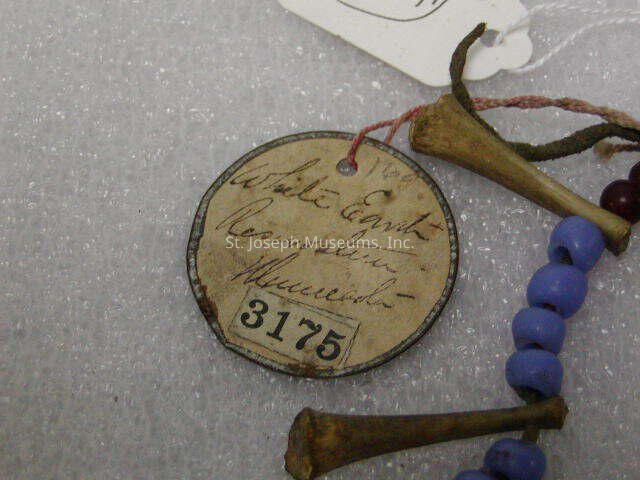 White Earth
Reservation
St. Joseph Museums, Inc.
Minnesota
3175